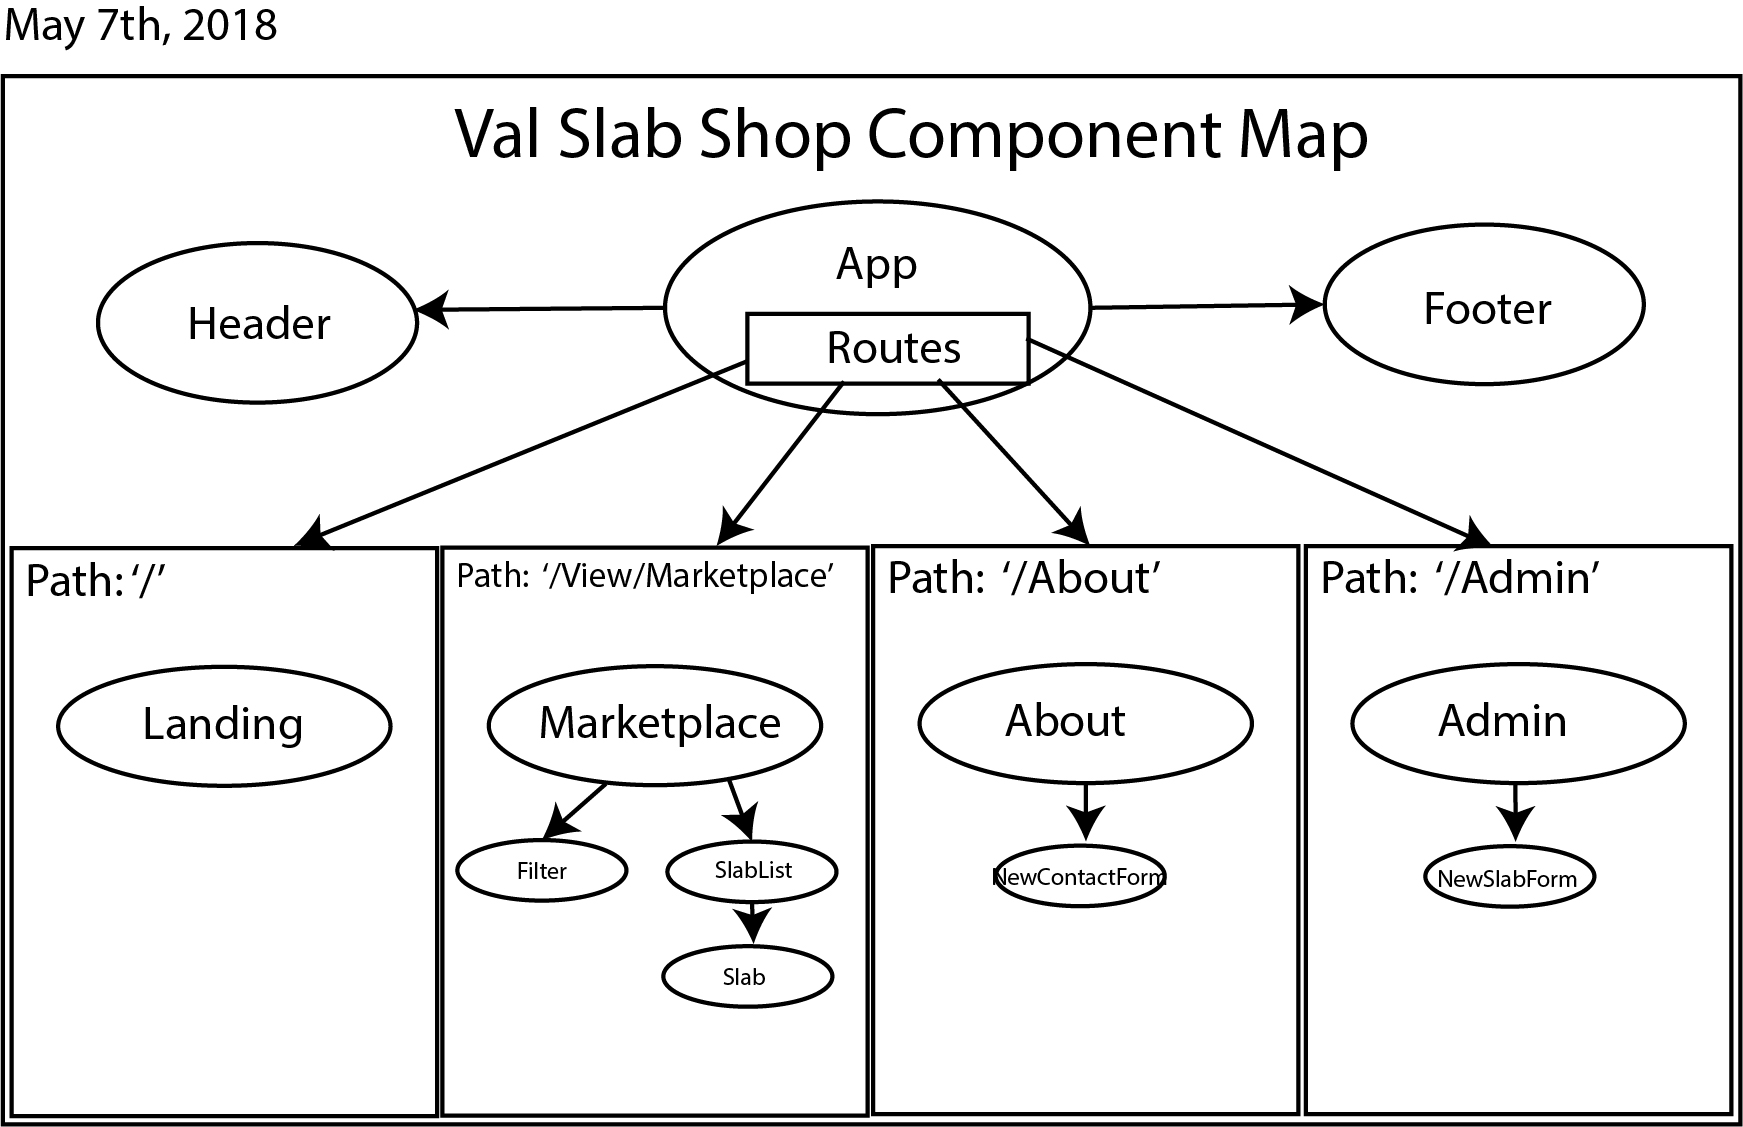 May 7th, 2018
Val Slab Shop Component Map
App
Header
Footer
Routes
Path: ‘/’
Path: ‘/View/Marketplace’
Path: ‘/About’
Path: ‘/Admin’
Landing
Marketplace
About
Admin
Filter
SlabList
NewContactForm
NewSlabForm
Slab